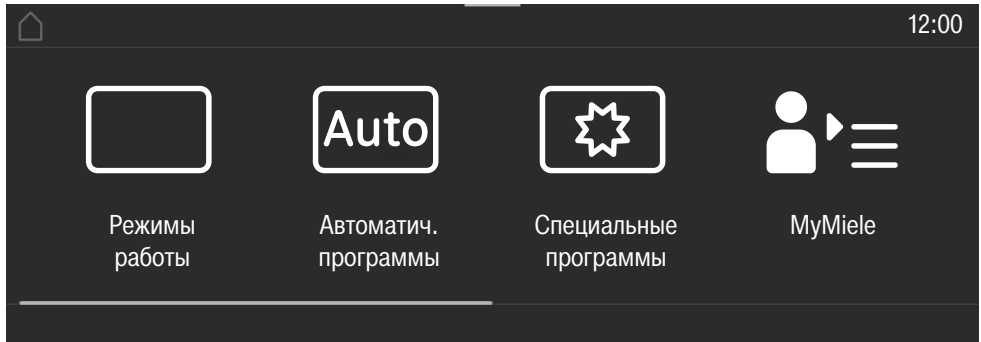 12:00
Auto
Режимы
работы
Автоматич.
программы
Специальные
программы
MyMiele